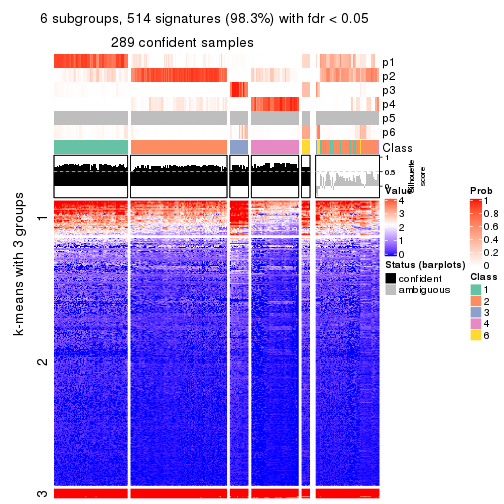 6 subgroups, 514 signatures (98.3%) with fdr < 0.05
289 confident samples
p1
p2
p3
p4
p5
p6
Class
1
0.5
0
Silhouette
score
k-means with 3 groups
1
2
3
Value
4
3
2
1
0
Status (barplots)
confident
ambiguous
Prob
1
0.8
0.6
0.4
0.2
0
Class
1
2
3
4
6